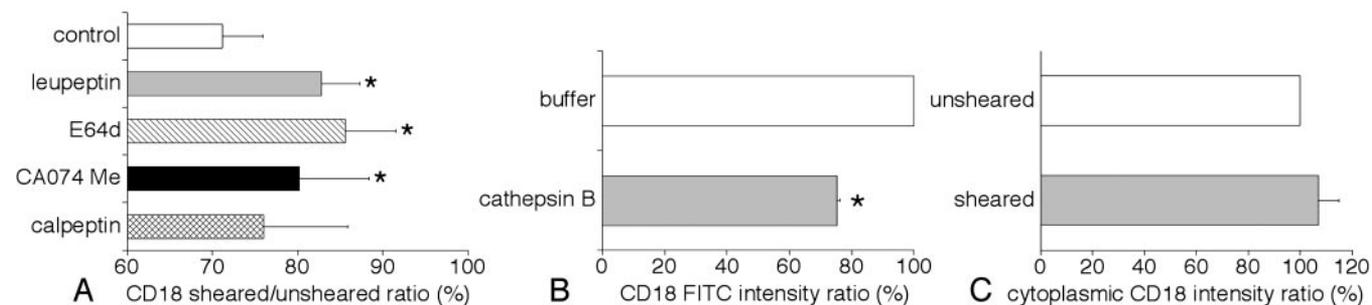 control
leupeptin *
E64d *
CA074 Me *
calpeptin
60 70 80 90 100
A CD18 sheared/unsheared ratio (%)
buffer
cathepsin B *
0 20 40 60 80 100
B CD18 FITC intensity ratio (%)
unsheared
sheared
0 20 40 60 80 100 120
C cytoplasmic CD18 intensity ratio (%)